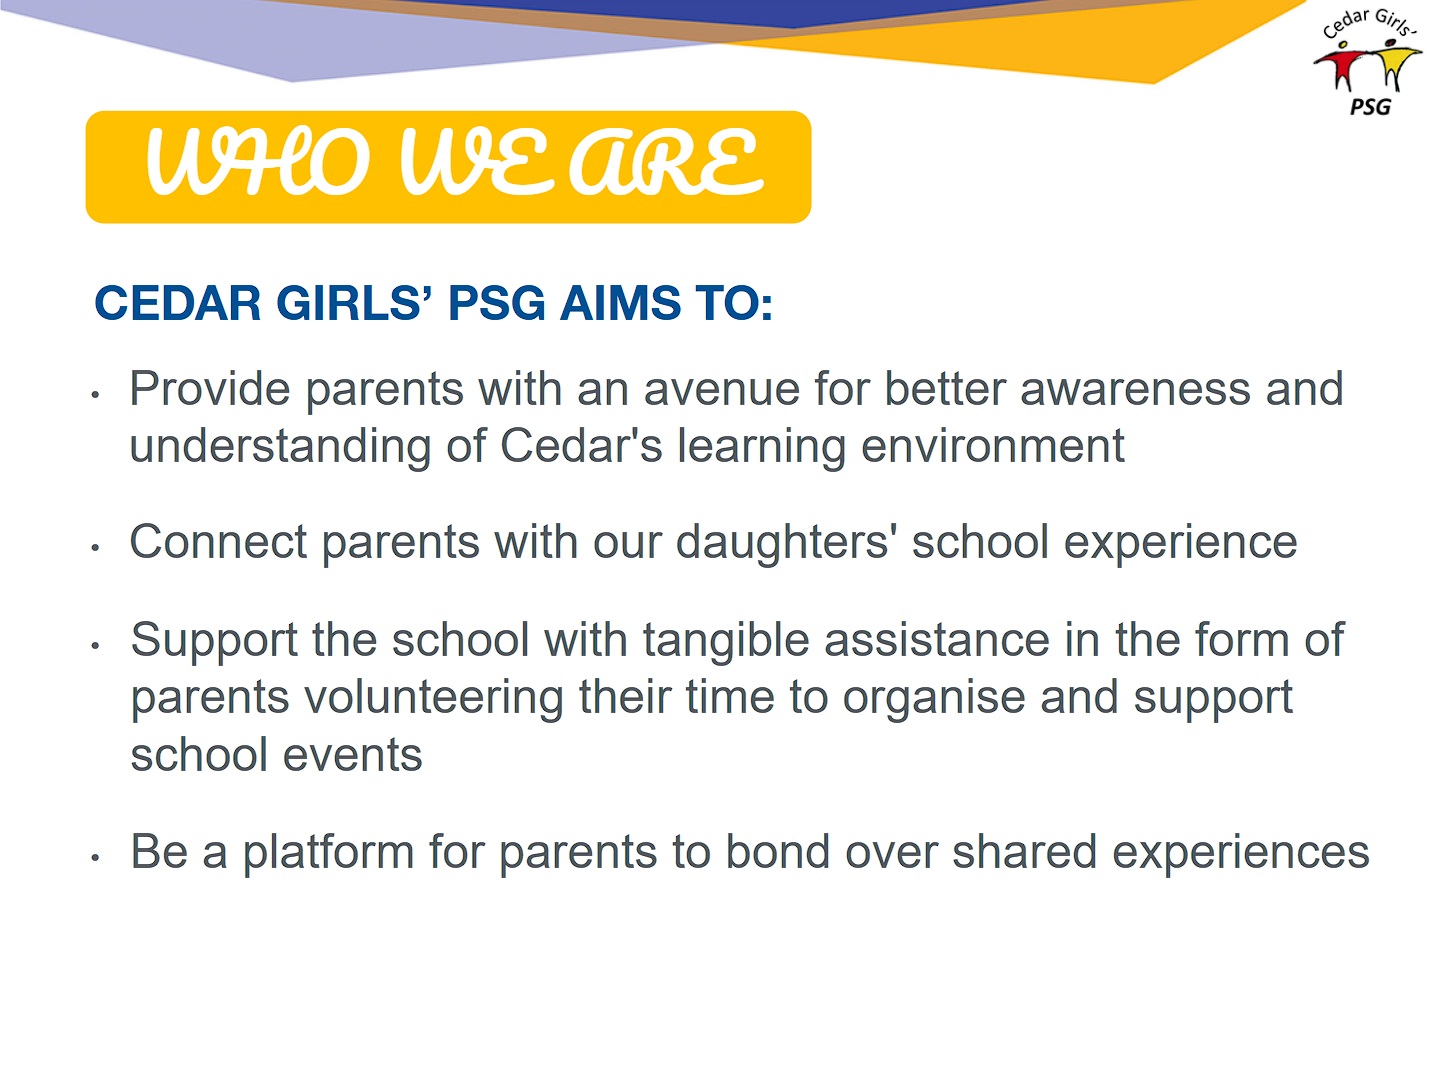 Cedar Girls'
PSG
WHO WE ARE
CEDAR GIRLS’ PSG AIMS TO:
• Provide parents with an avenue for better awareness and
understanding of Cedar's learning environment
• Connect parents with our daughters' school experience
• Support the school with tangible assistance in the form of
parents volunteering their time to organise and support
school events
• Be a platform for parents to bond over shared experiences